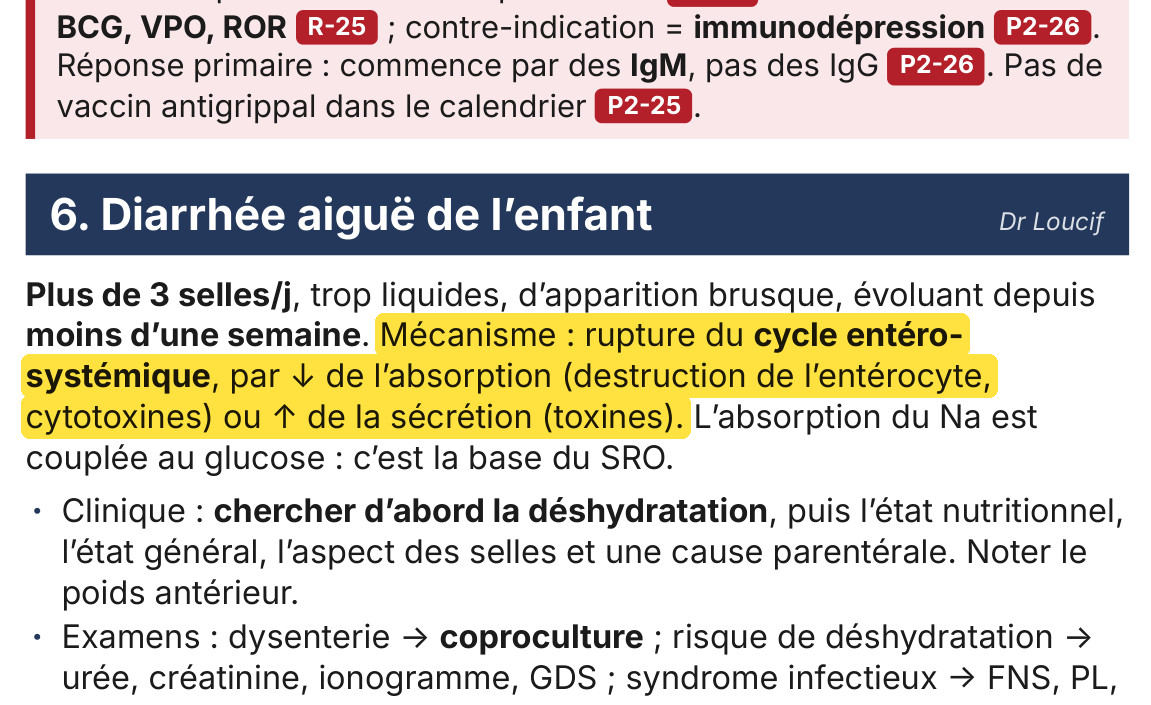 BCG, VPO, ROR R-25 ; contre-indication = immunodépression P2-26.
Réponse primaire : commence par des IgM, pas des IgG P2-26. Pas de
vaccin antigrippal dans le calendrier P2-25.
6. Diarrhée aiguë de l’enfant Dr Loucif
Plus de 3 selles/j, trop liquides, d’apparition brusque, évoluant depuis
moins d’une semaine. Mécanisme : rupture du cycle entéro-
systémique, par ↓ de l’absorption (destruction de l’entérocyte,
cytotoxines) ou ↑ de la sécrétion (toxines). L’absorption du Na est
couplée au glucose : c’est la base du SRO.
· Clinique : chercher d’abord la déshydratation, puis l’état nutritionnel,
l’état général, l’aspect des selles et une cause parentérale. Noter le
poids antérieur.
· Examens : dysenterie → coproculture ; risque de déshydratation →
urée, créatinine, ionogramme, GDS ; syndrome infectieux → FNS, PL,